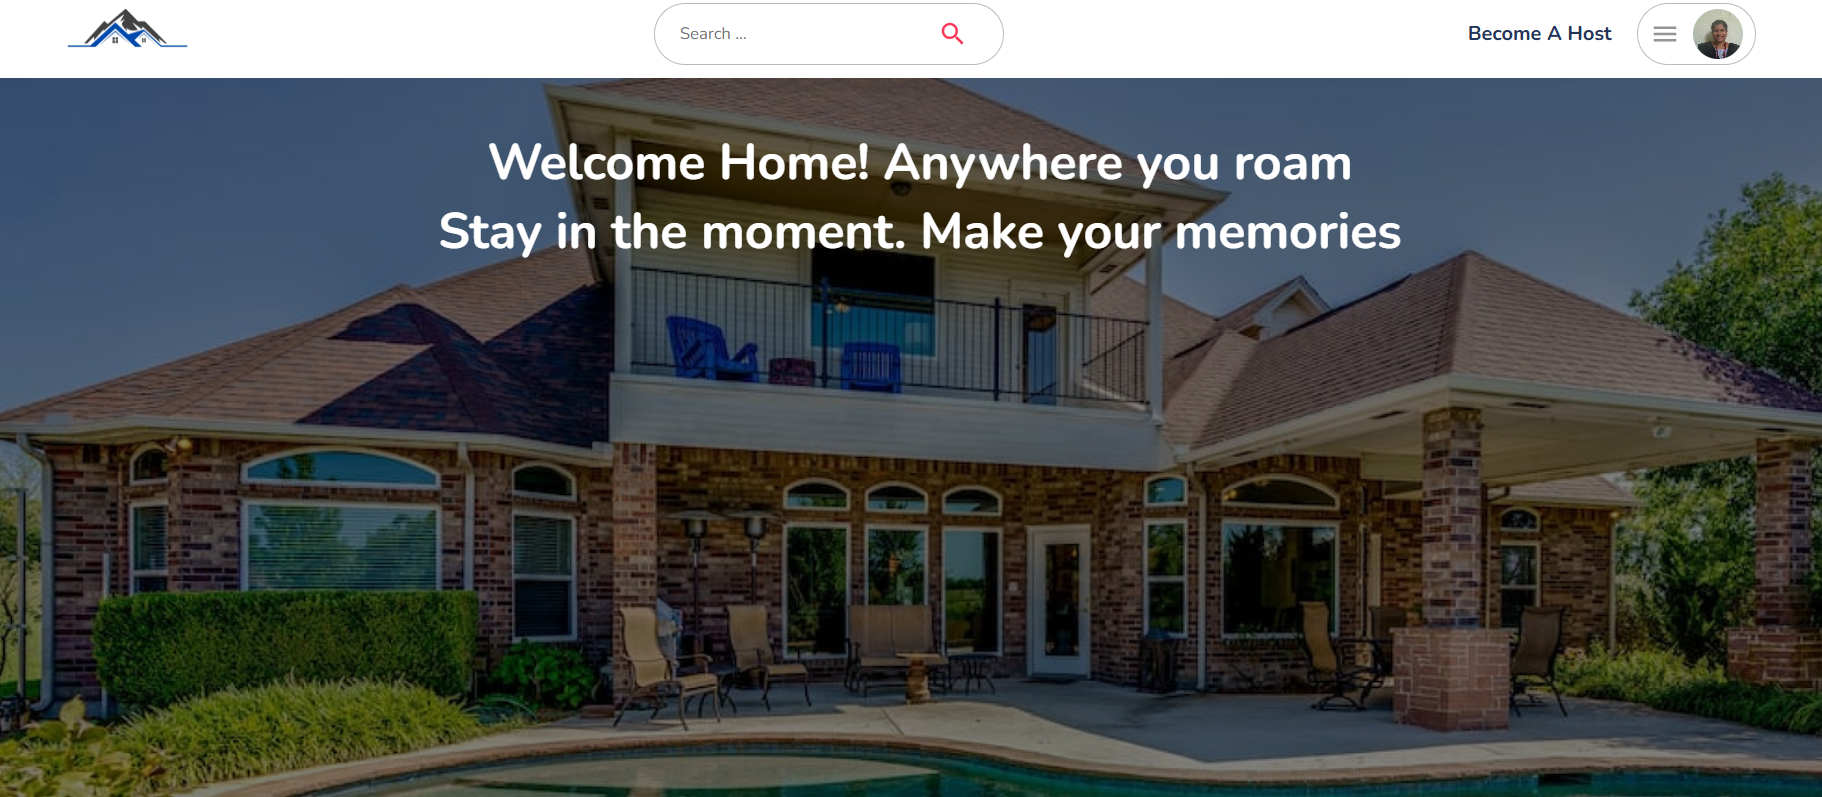 Search ...
Become A Host
Welcome Home! Anywhere you roam
Stay in the moment. Make your memories